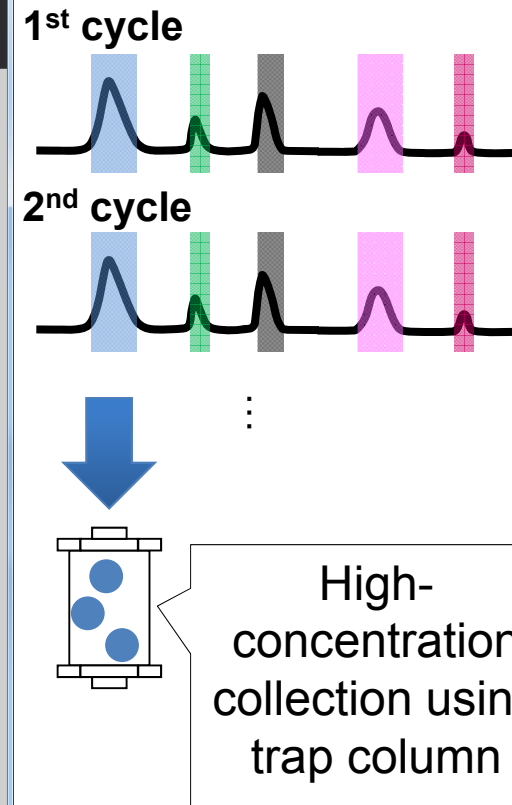 1st cycle
2nd cycle
⋮
High-
concentration
collection usin
trap column